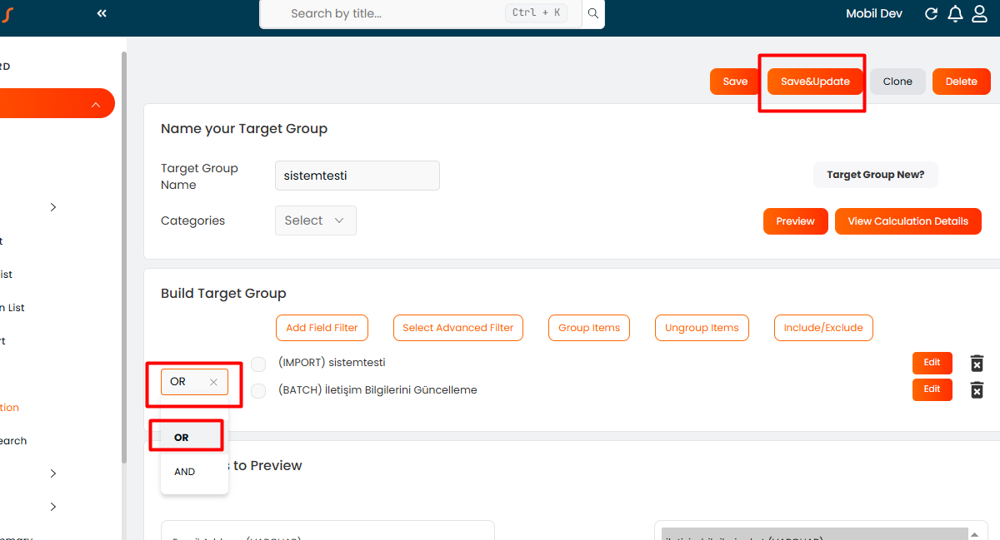 Search by title...
Ctrl + K
Mobil Dev
RD
Save
Save&Update
Clone
Delete
Name your Target Group
Target Group
Name
sistemtesti
Target Group New?
Categories
Select
Preview
View Calculation Details
t
ist
n List
rt
tion
earch
Build Target Group
Add Field Filter
Select Advanced Filter
Group Items
Ungroup Items
Include/Exclude
(IMPORT) sistemtesti
Edit
OR
(BATCH) İletişim Bilgilerini Güncelleme
Edit
OR
AND
s to Preview